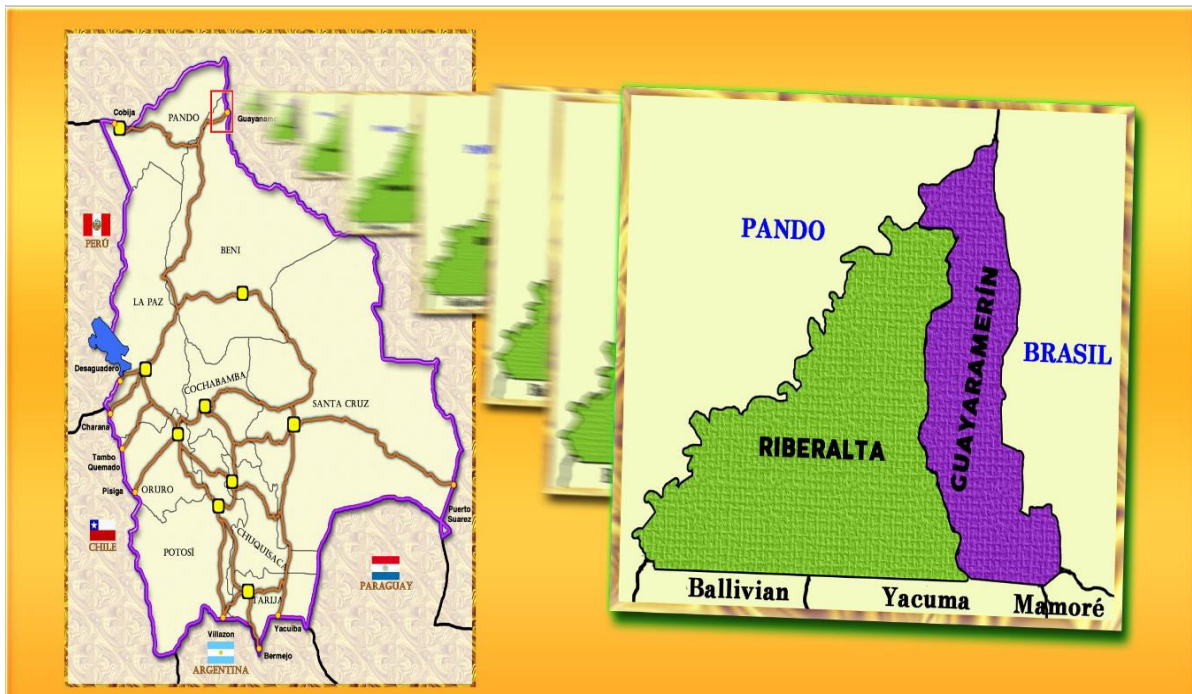 Cobija
PANDO
Guayaram
PERÚ
BENI
LA PAZ
Desaguadero
COCHABAMBA
SANTA CRUZ
Charana
Tambo
Quemado
Pisiga
ORURO
Puerto
Suarez
CHILE
POTOSÍ
CHUQUISACA
PARAGUAY
TARIJA
Villazon
Yacuiba
Bermejo
ARGENTINA
PANDO
BRASIL
RIBERALTA
GUAYARAMERÍN
Ballivian
Yacuma
Mamoré